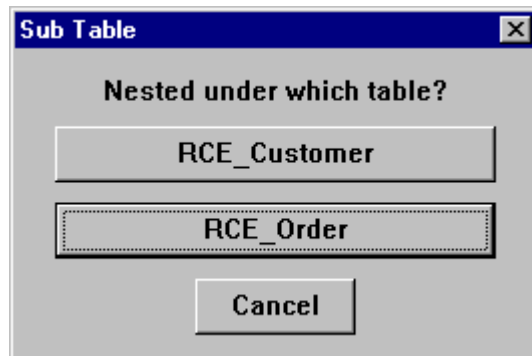 Sub Table
Nested under which table?
RCE_Customer
RCE_Order
Cancel